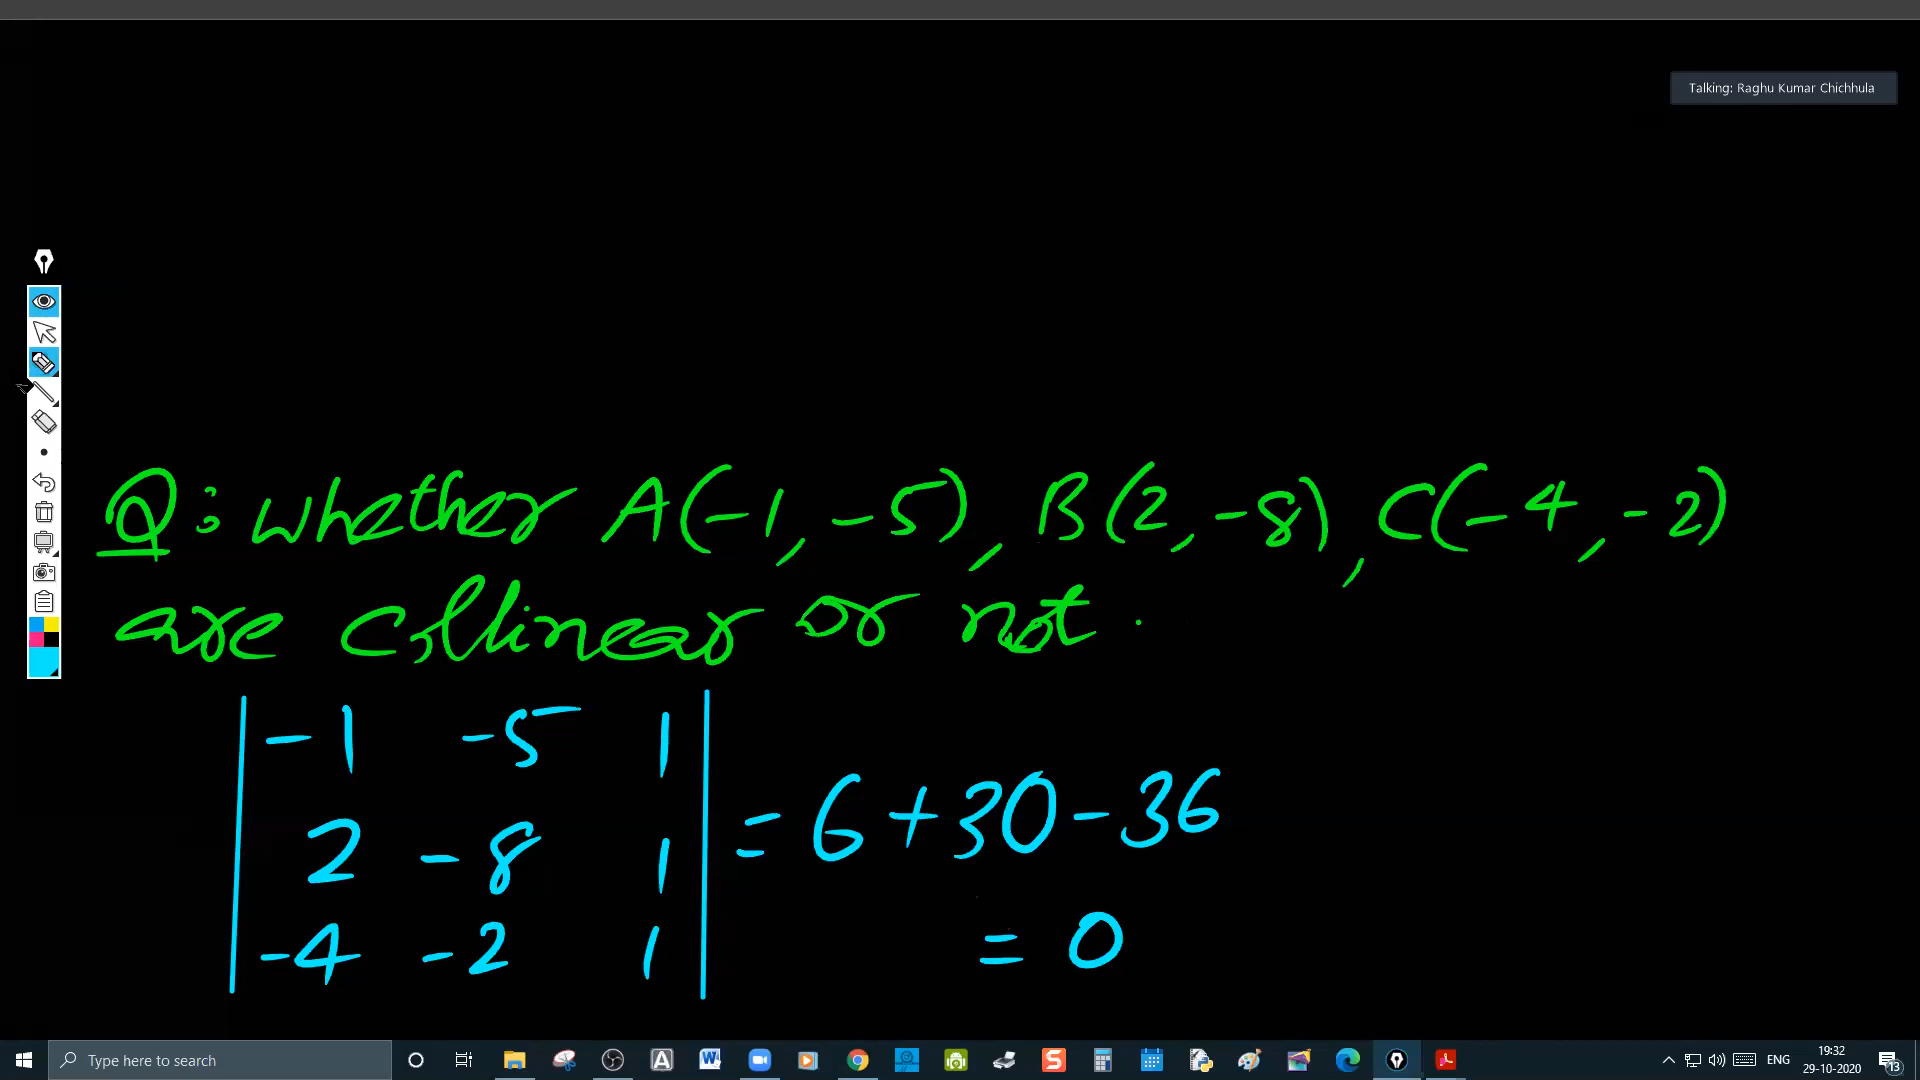 Talking: Raghu Kumar Chichhula
Q: whether A(-1, -5), B(2, -8), C(-4, -2)
are collinear or not.
-1 -5 1
2 -8 1 = 6+30-36
-4 -2 1 = 0
Type here to search
ENG
19:32
29-10-2020
13